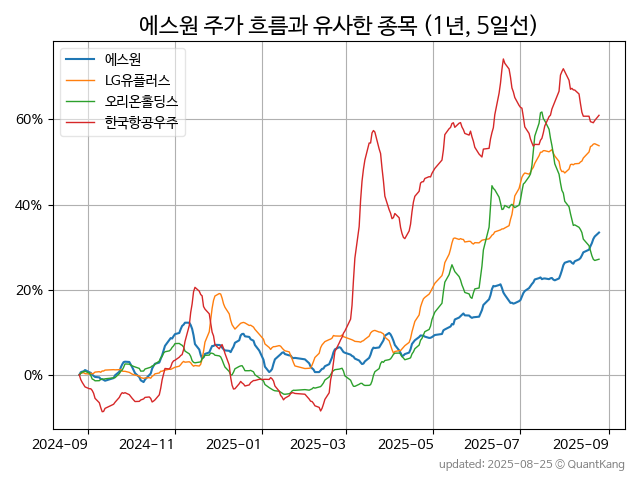 에스원 주가 흐름과 유사한 종목 (1년, 5일선)
에스원
LG유플러스
오리온홀딩스
한국항공우주
60%
40%
20%
0%
2024-09 2024-11 2025-01 2025-03 2025-05 2025-07 2025-09
updated: 2025-08-25 © QuantKang